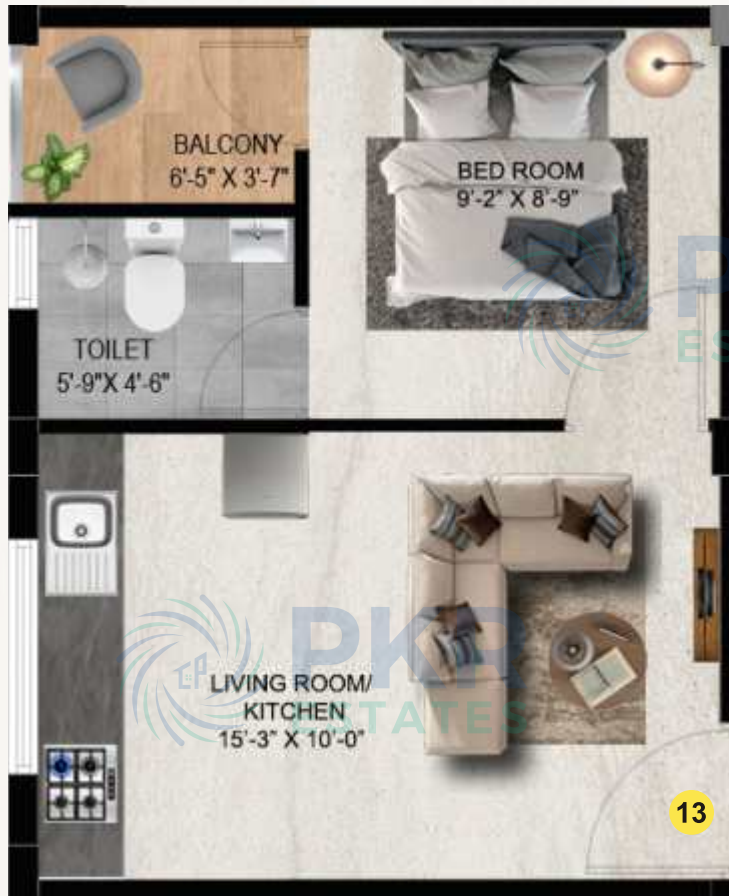 BALCONY
6'-5" X 3'-7"
BED ROOM
9'-2" X 8'-9"
P
ES
TOILET
5'-9"X 4'-6"
PKR
ESTATES
LIVING ROOM/
KITCHEN
15'-3" X 10'-0"
13